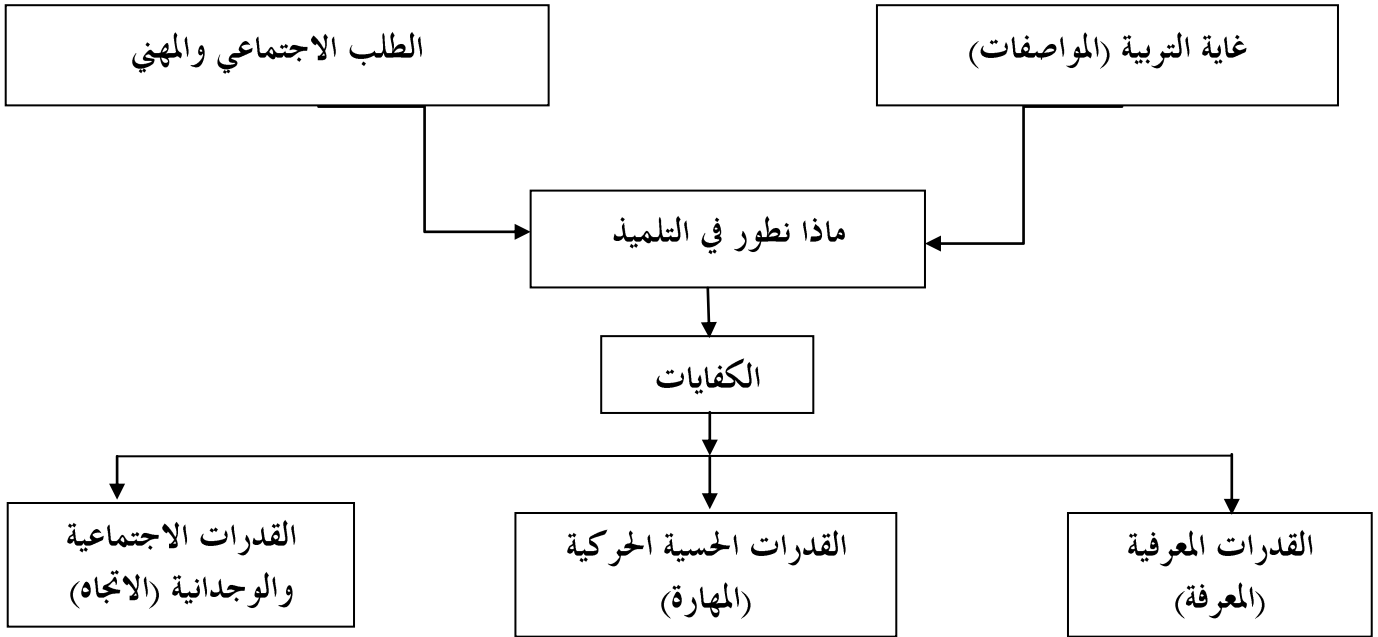 غاية التربية (المواصفات)
الطلب الاجتماعي والمهني
ماذا نطور في التلميذ
الكفايات
القدرات المعرفية
(المعرفة)
القدرات الحسية الحركية
(المهارة)
القدرات الاجتماعية
والوجدانية (الاتجاه)